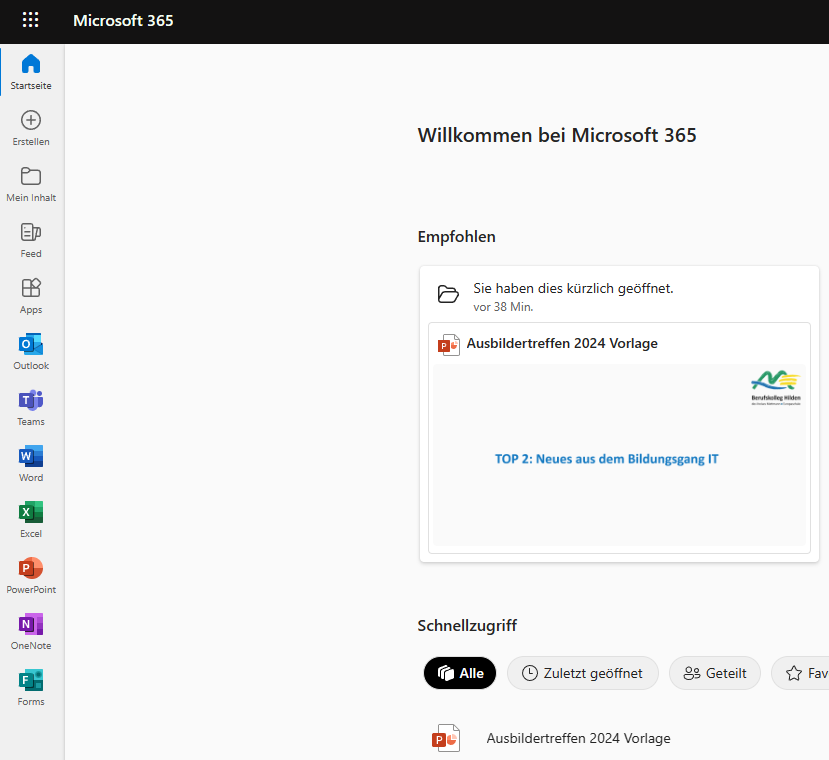 Microsoft 365
Startseite
Erstellen
Mein Inhalt
Feed
Apps
Outlook
Teams
Word
Excel
PowerPoint
OneNote
Forms
Willkommen bei Microsoft 365
Empfohlen
Sie haben dies kürzlich geöffnet.
vor 38 Min.
Ausbildertreffen 2024 Vorlage
Berufskolleg Hilden
TOP 2: Neues aus dem Bildungsgang IT
Schnellzugriff
Alle
Zuletzt geöffnet
Geteilt
Fav
Ausbildertreffen 2024 Vorlage